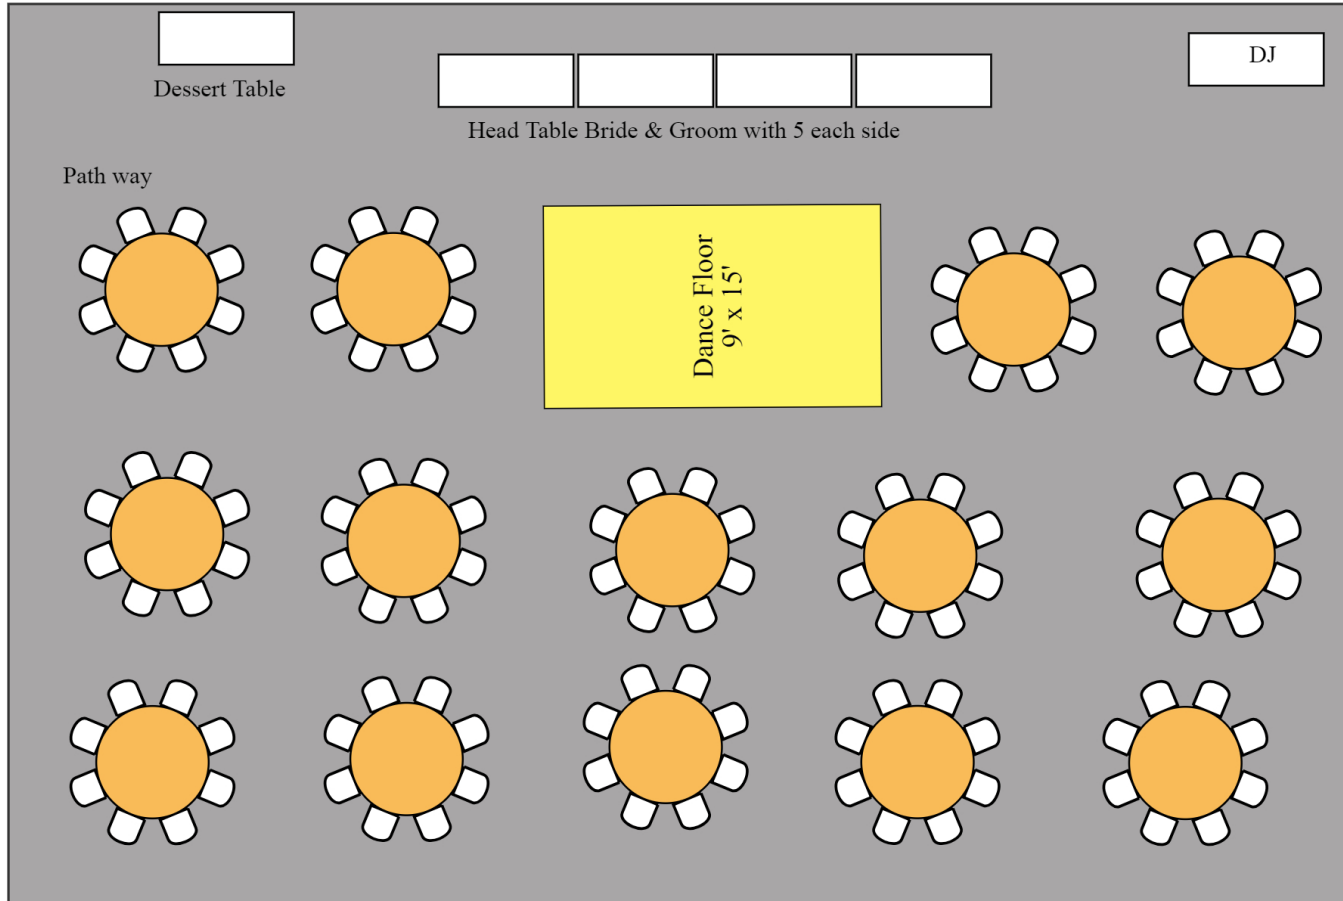 DJ
Dessert Table
Head Table Bride & Groom with 5 each side
Path way
Dance Floor
9' x 15'